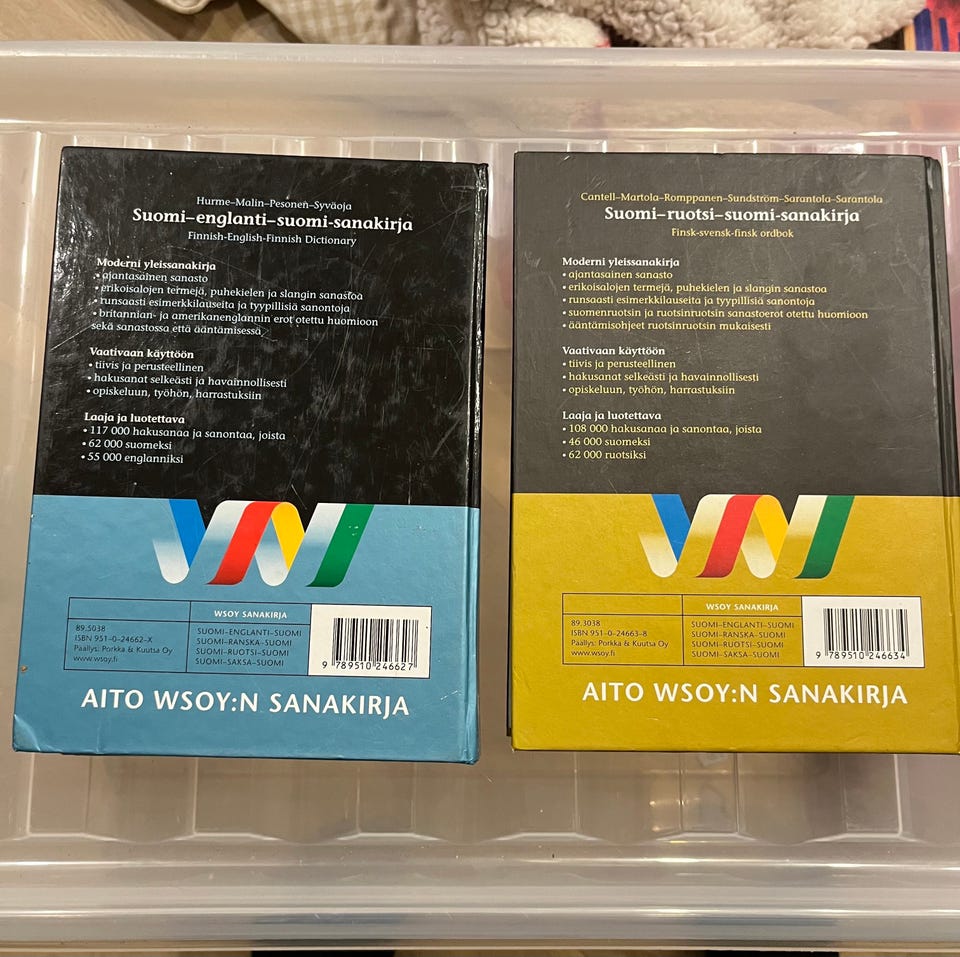 Hurme–Malin–Pesonen–Syväoja
Suomi–englanti–suomi-sanakirja
Finnish-English-Finnish Dictionary
Moderni yleissanakirja
• ajantasainen sanasto
• erikoisalojen termejä, puhekielen ja slangin sanastoa
• runsaasti esimerkkilauseita ja tyypillisiä sanontoja
• britannian- ja amerikanenglannin erot otettu huomioon
sekä sanastossa että ääntämisessä
Vaativaan käyttöön
• tiivis ja perusteellinen
• hakusanat selkeästi ja havainnollisesti
• opiskeluun, työhön, harrastuksiin
Laaja ja luotettava
• 117 000 hakusanaa ja sanontaa, joista
• 62 000 suomeksi
• 55 000 englanniksi
WSOY SANAKIRJA
89.5038
ISBN 951-0-24662-X
Päällys: Porkka & Kuutsa Oy
www.wsoy.fi
SUOMI–ENGLANTI–SUOMI
SUOMI–RANSKA–SUOMI
SUOMI–RUOTSI–SUOMI
SUOMI–SAKSA–SUOMI
9 789510 246627
AITO WSOY:N SANAKIRJA
Cantell–Martola–Romppanen–Sundström–Sarantola–Sarantola
Suomi–ruotsi–suomi-sanakirja
Finsk-svensk-finsk ordbok
Moderni yleissanakirja
• ajantasainen sanasto
• erikoisalojen termejä, puhekielen ja slangin sanastoa
• runsaasti esimerkkilauseita ja tyypillisiä sanontoja
• suomenruotsin ja ruotsinruotsin sanastoerot otettu huomioon
• ääntämisohjeet ruotsinruotsin mukaisesti
Vaativaan käyttöön
• tiivis ja perusteellinen
• hakusanat selkeästi ja havainnollisesti
• opiskeluun, työhön, harrastuksiin
Laaja ja luotettava
• 108 000 hakusanaa ja sanontaa, joista
• 46 000 suomeksi
• 62 000 ruotsiksi
WSOY SANAKIRJA
89.3038
ISBN 951-0-24663-8
Päällys: Porkka & Kuutsa Oy
www.wsoy.fi
SUOMI–ENGLANTI–SUOMI
SUOMI–RANSKA–SUOMI
SUOMI–RUOTSI–SUOMI
SUOMI–SAKSA–SUOMI
9 789510 246634
AITO WSOY:N SANAKIRJA